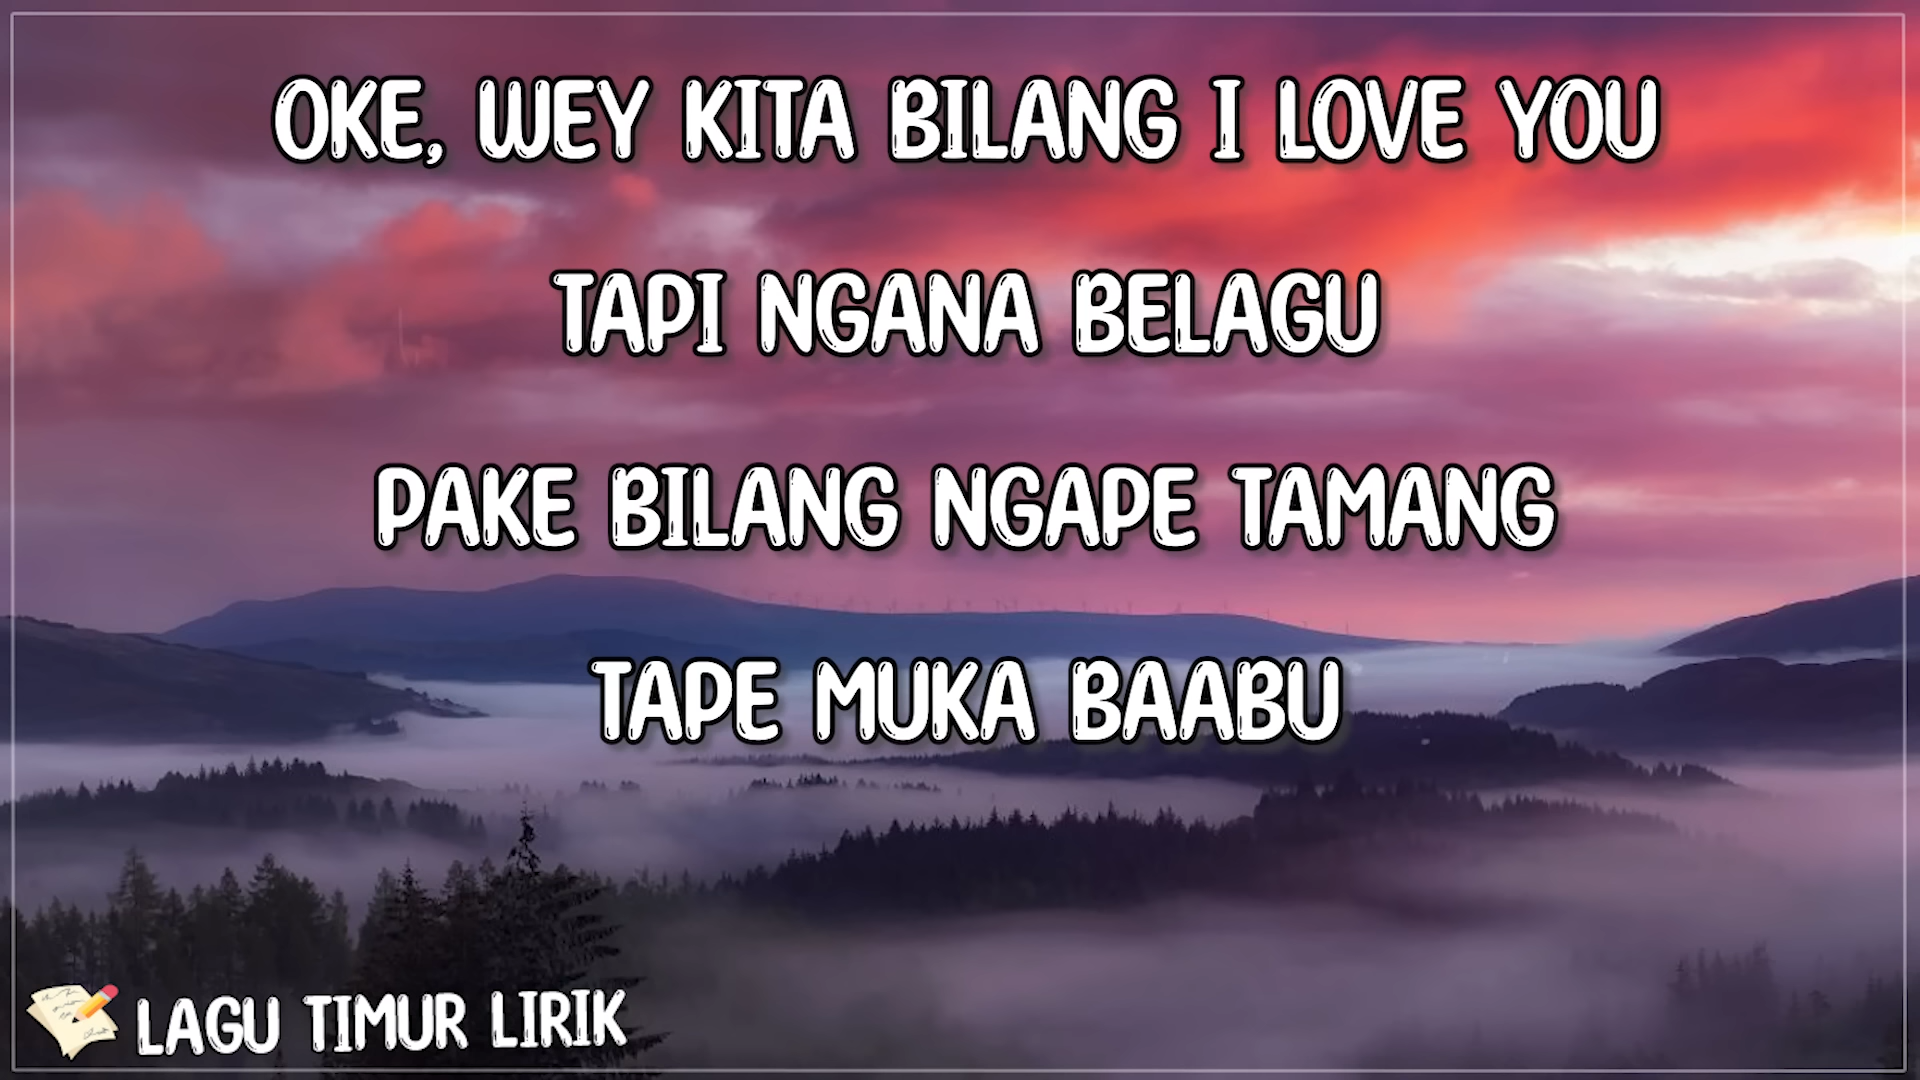 OKE, WEY KITA BILANG I LOVE YOU
TAPI NGANA BELAGU
PAKE BILANG NGAPE TAMANG
TAPE MUKA BAABU
LAGU TIMUR LIRIK